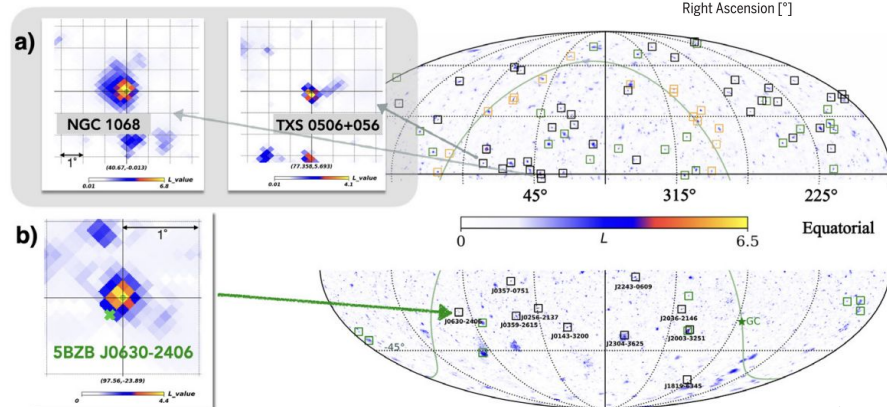 Right Ascension [°]
a)
NGC 1068
1°
(40.67,-0.013)
L_value
0.01 6.8
TXS 0506+056
(77.358,5.693)
L_value
0.01 4.1
45° 315° 225°
0 L 6.5
Equatorial
b)
1°
5BZB J0630-2406
(97.56,-23.89)
L_value
0 4.4
J0357-0751
J2243-0609
J0630-2406
J0256-2137
J0359-2615
J0143-3200
J2036-2146
GC
J2304-3625
J2003-3251
-45°